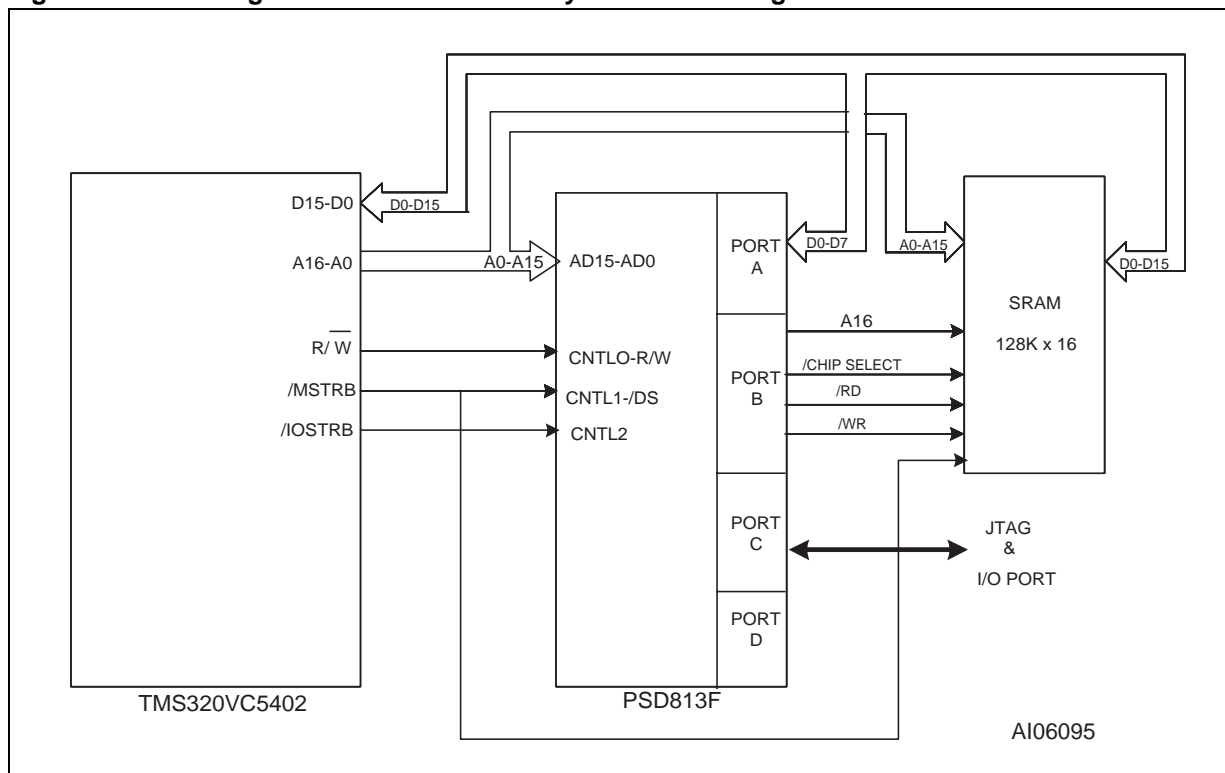 D15-D0
D0-D15
A16-A0
A0-A15
R/ W
/MSTRB
/IOSTRB
TMS320VC5402
AD15-AD0
CNTLO-R/W
CNTL1-/DS
CNTL2
PORT
A
PORT
B
PORT
C
PORT
D
PSD813F
D0-D7
A0-A15
D0-D15
A16
/CHIP SELECT
/RD
/WR
SRAM
128K x 16
JTAG
&
I/O PORT
AI06095